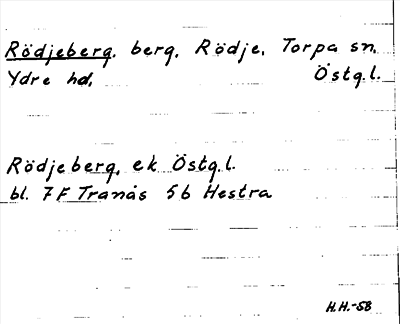 Rödjeberg. berg. Rödje. Torpa sn.
Ydre hd. Östg.l.
Rödjeberg. ek Östg.l.
bl. 7F Tranås 5b Hestra
H.H.-58